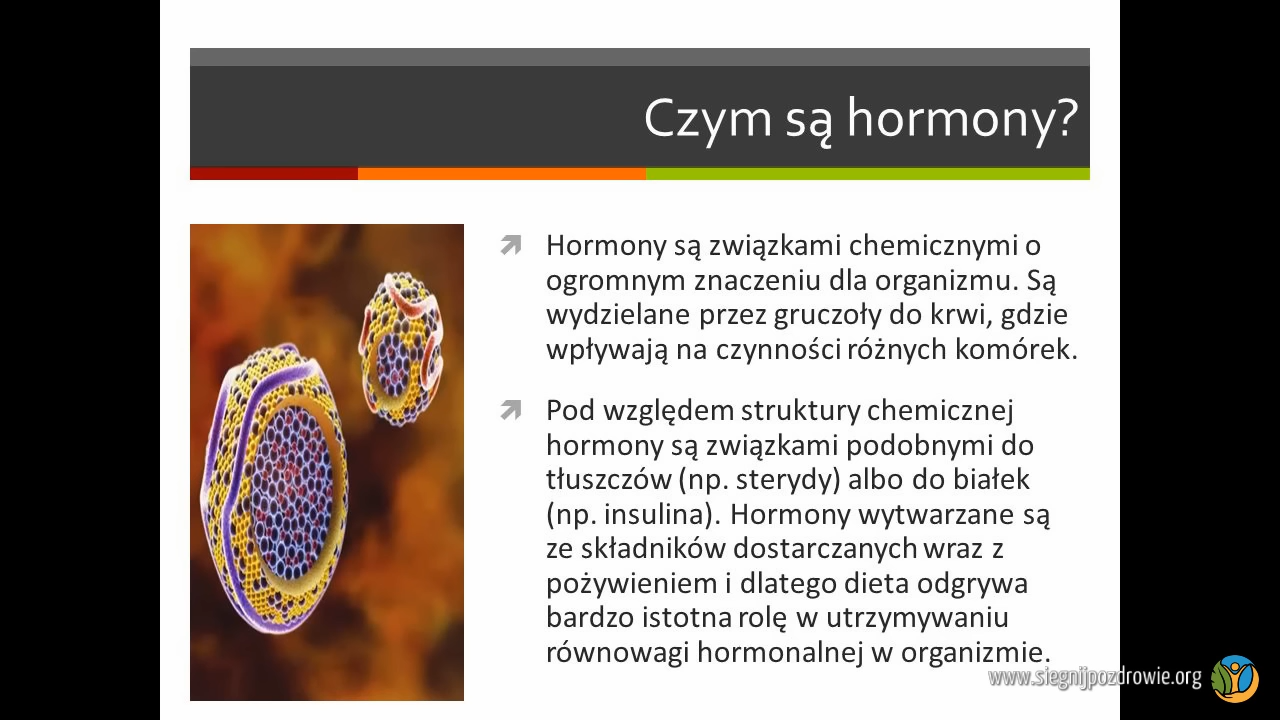 Czym są hormony?
Hormony są związkami chemicznymi o
ogromnym znaczeniu dla organizmu. Są
wydzielane przez gruczoły do krwi, gdzie
wpływają na czynności różnych komórek.
Pod względem struktury chemicznej
hormony są związkami podobnymi do
tłuszczów (np. sterydy) albo do białek
(np. insulina). Hormony wytwarzane są
ze składników dostarczanych wraz z
pożywieniem i dlatego dieta odgrywa
bardzo istotna rolę w utrzymywaniu
równowagi hormonalnej w organizmie.
www.siegnijpozdrowie.org